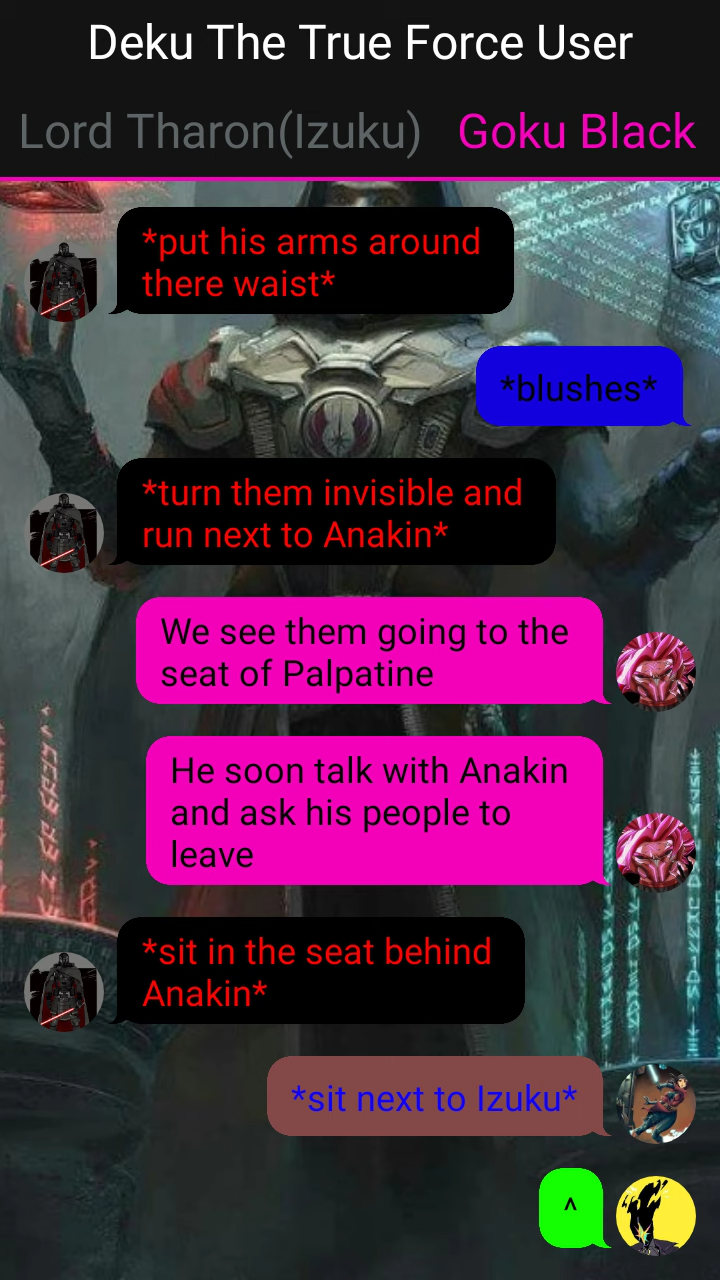 Deku The True Force User
Lord Tharon(Izuku) Goku Black
*put his arms around
there waist*
*blushes*
*turn them invisible and
run next to Anakin*
We see them going to the
seat of Palpatine
He soon talk with Anakin
and ask his people to
leave
*sit in the seat behind
Anakin*
*sit next to Izuku*
^